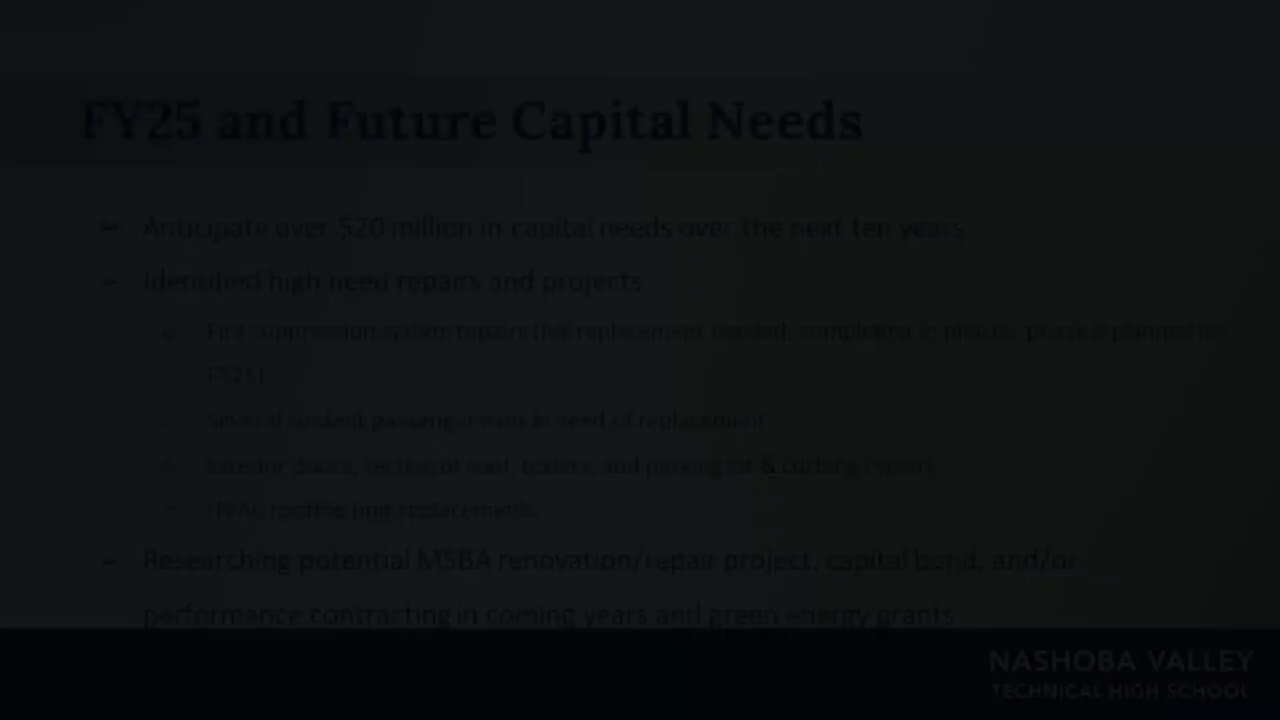 FY25 and Future Capital Needs
- Anticipate over $20 million in capital needs over the next ten years
- Identified high need repairs and projects
o Fire suppression system repairs (full replacement needed, completing in phases: phase planned for
FY25)
o Several student passenger vans in need of replacement
o Exterior doors, section of roof, and parking lot & curbing repairs
o HVAC rooftop unit replacements
- Researching potential MSBA renovation/repair project, capital bond, and/or
performance contracting in coming years and green energy grants
NASHOBA VALLEY
TECHNICAL HIGH SCHOOL